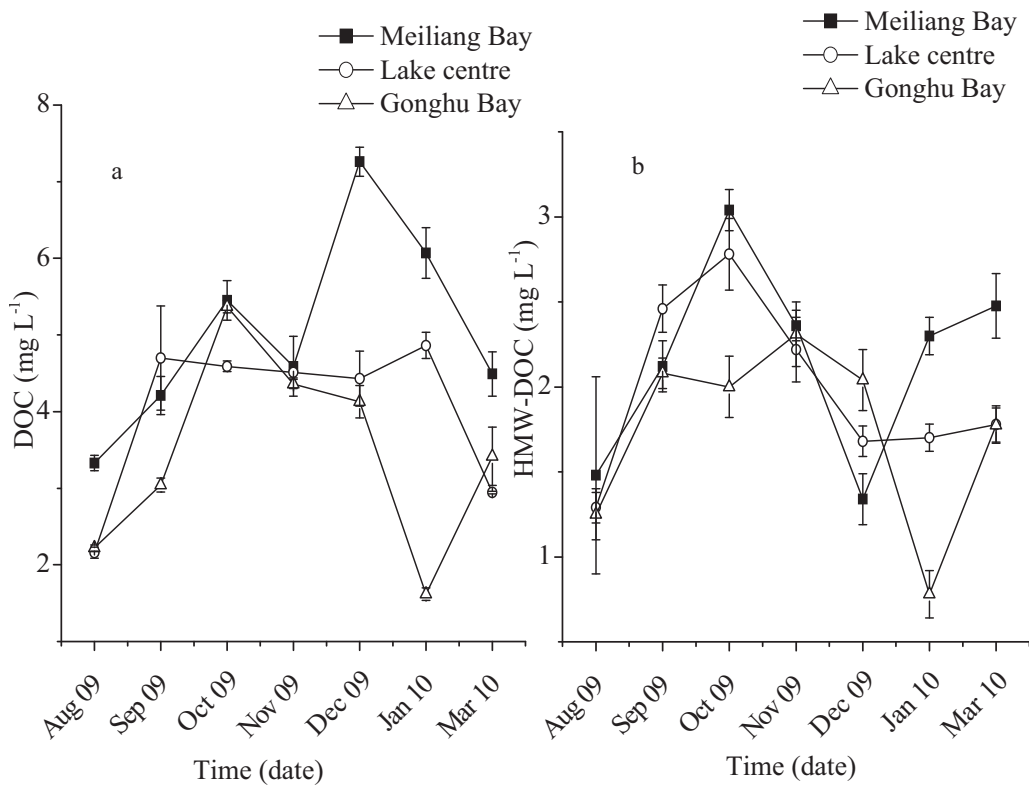 Meiliang Bay
Lake centre
Gonghu Bay
a
DOC (mg L⁻¹)
8
6
4
2
Aug 09
Sep 09
Oct 09
Nov 09
Dec 09
Jan 10
Mar 10
Time (date)
Meiliang Bay
Lake centre
Gonghu Bay
b
HMW-DOC (mg L⁻¹)
3
2
1
Aug 09
Sep 09
Oct 09
Nov 09
Dec 09
Jan 10
Mar 10
Time (date)